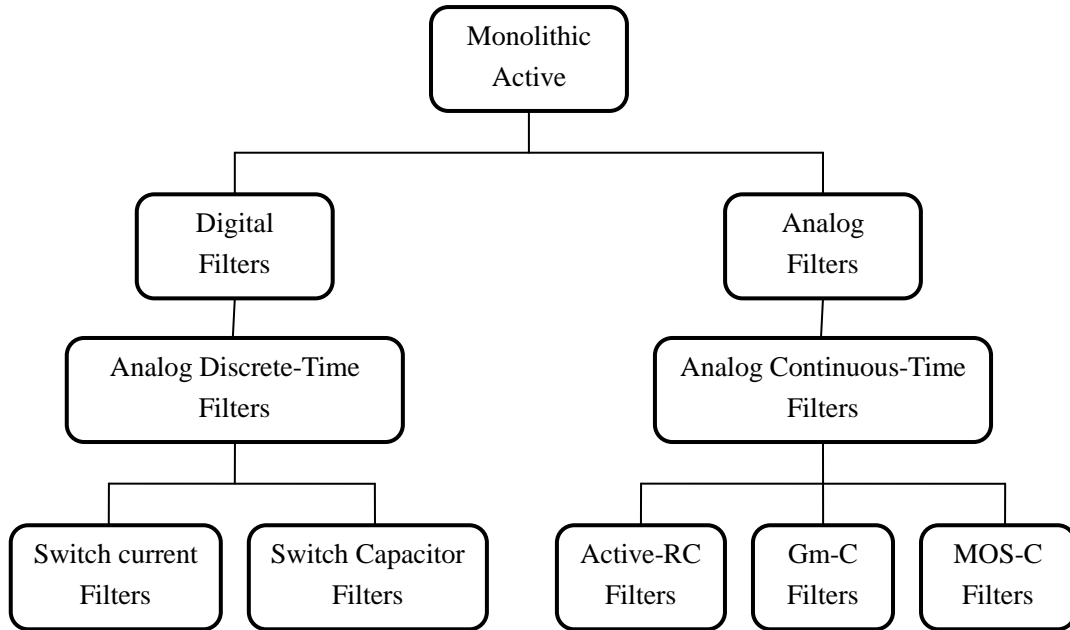 Monolithic
Active
Digital
Filters
Analog
Filters
Analog Discrete-Time
Filters
Analog Continuous-Time
Filters
Switch current
Filters
Switch Capacitor
Filters
Active-RC
Filters
Gm-C
Filters
MOS-C
Filters